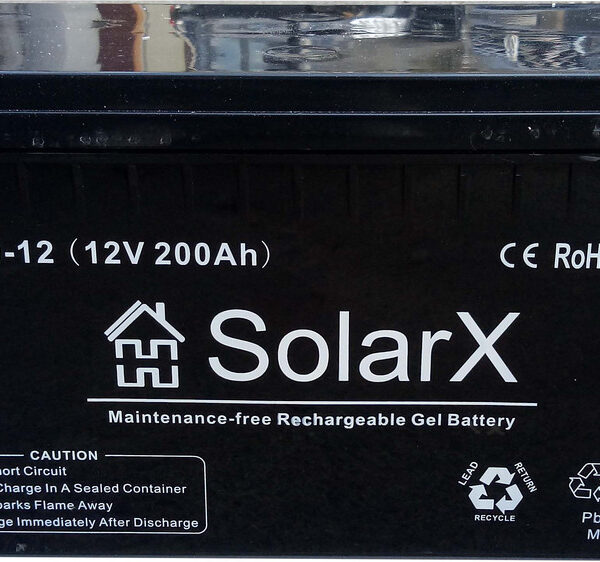 -12（12V 200Ah）
CE RoH
SolarX
Maintenance-free Rechargeable Gel Battery
CAUTION
hort Circuit
Charge In A Sealed Container
parks Flame Away
ge Immediately After Discharge
LEAD RETURN
RECYCLE
Pb
M